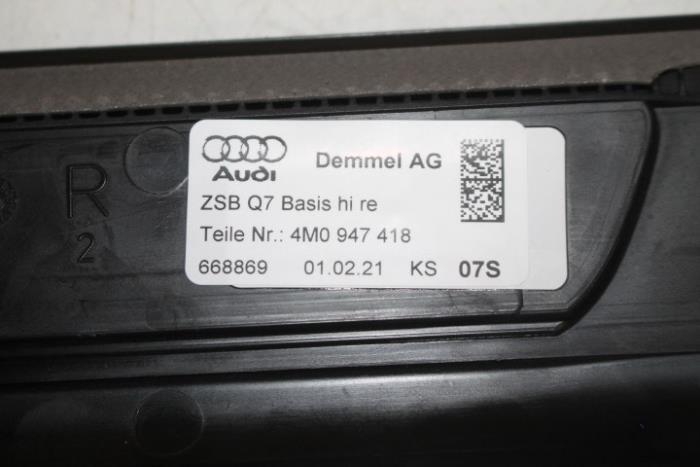 R
2
Audi
Demmel AG
ZSB Q7 Basis hi re
Teile Nr.: 4M0 947 418
668869 01.02.21 KS 07S